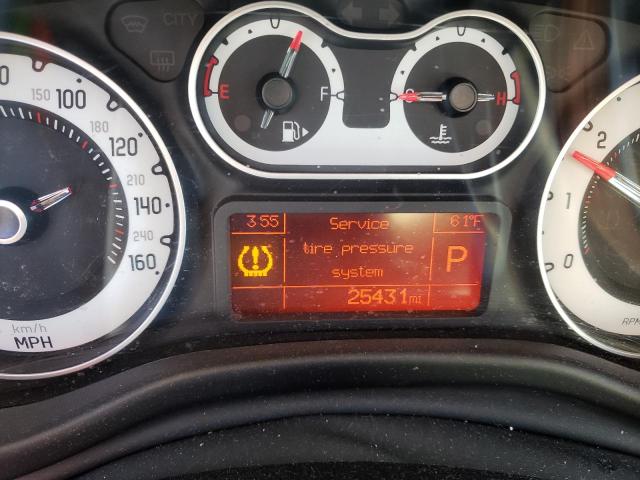 CITY
E
F
C
H
100
120
140
160
150
180
210
240
km/h
MPH
3:55
Service
61°F
tire pressure
system
P
25431 mi
2
1
0
RPM